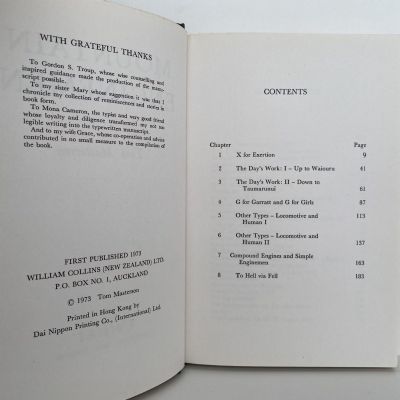 WITH GRATEFUL THANKS
To Gordon S. Troup, whose wise counselling and
inspired guidance made the production of the manu-
script possible.
To my sister Mary whose suggestion it was that I
chronicle my collection of reminiscences and stories in
book form.
To Mona Cameron, the typist and very good friend
whose loyalty and diligence transformed my not too
legible writing into the typewritten manuscript.
And to my wife Grace, whose co-operation and advice
contributed in no small measure to the compilation of
the book.
FIRST PUBLISHED 1973
WILLIAM COLLINS (NEW ZEALAND) LTD.
P.O. BOX NO. 1, AUCKLAND
© 1973 Tom Masterson
Printed in Hong Kong by
Dai Nippon Printing Co., (International) Ltd.
CONTENTS
Chapter Page
1 X for Exertion 9
2 The Day's Work: I – Up to Waiouru 41
3 The Day's Work: II – Down to
Taumarunui 61
4 G for Garratt and G for Girls 87
5 Other Types – Locomotive and
Human I 113
6 Other Types – Locomotive and
Human II 137
7 Compound Engines and Simple
Enginemen 163
8 To Hell via Fell 183